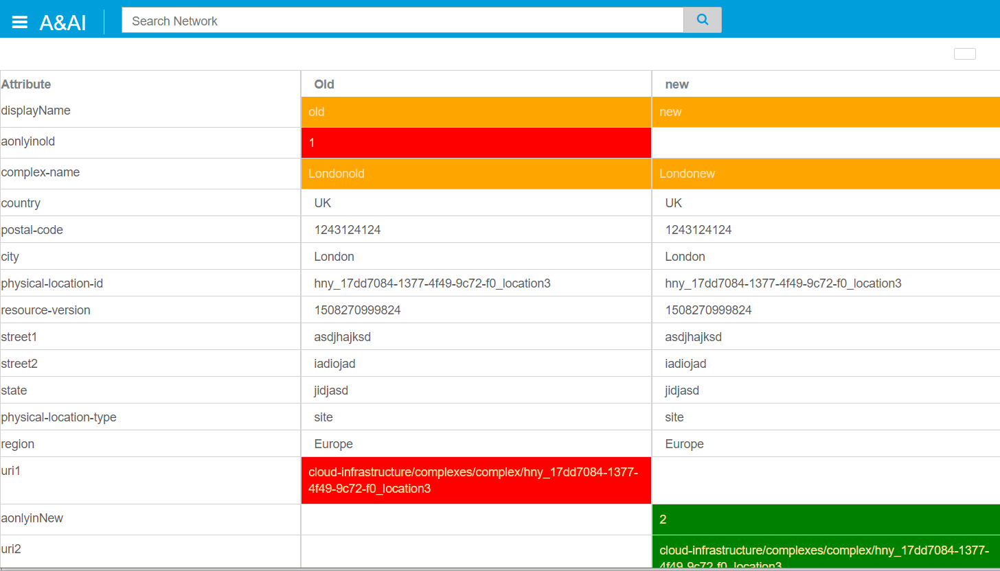 A&AI
Search Network
Attribute Old new
displayName old new
aonlyinold 1
complex-name Londonold Londonew
country UK UK
postal-code 1243124124 1243124124
city London London
physical-location-id hny_17dd7084-1377-4f49-9c72-f0_location3 hny_17dd7084-1377-4f49-9c72-f0_location3
resource-version 1508270999824 1508270999824
street1 asdjhajksd asdjhajksd
street2 iadiojad iadiojad
state jidjasd jidjasd
physical-location-type site site
region Europe Europe
uri1 cloud-infrastructure/complexes/complex/hny_17dd7084-1377-
4f49-9c72-f0_location3
aonlyinNew 2
uri2 cloud-infrastructure/complexes/complex/hny_17dd7084-1377-
4f49-9c72-f0_location3